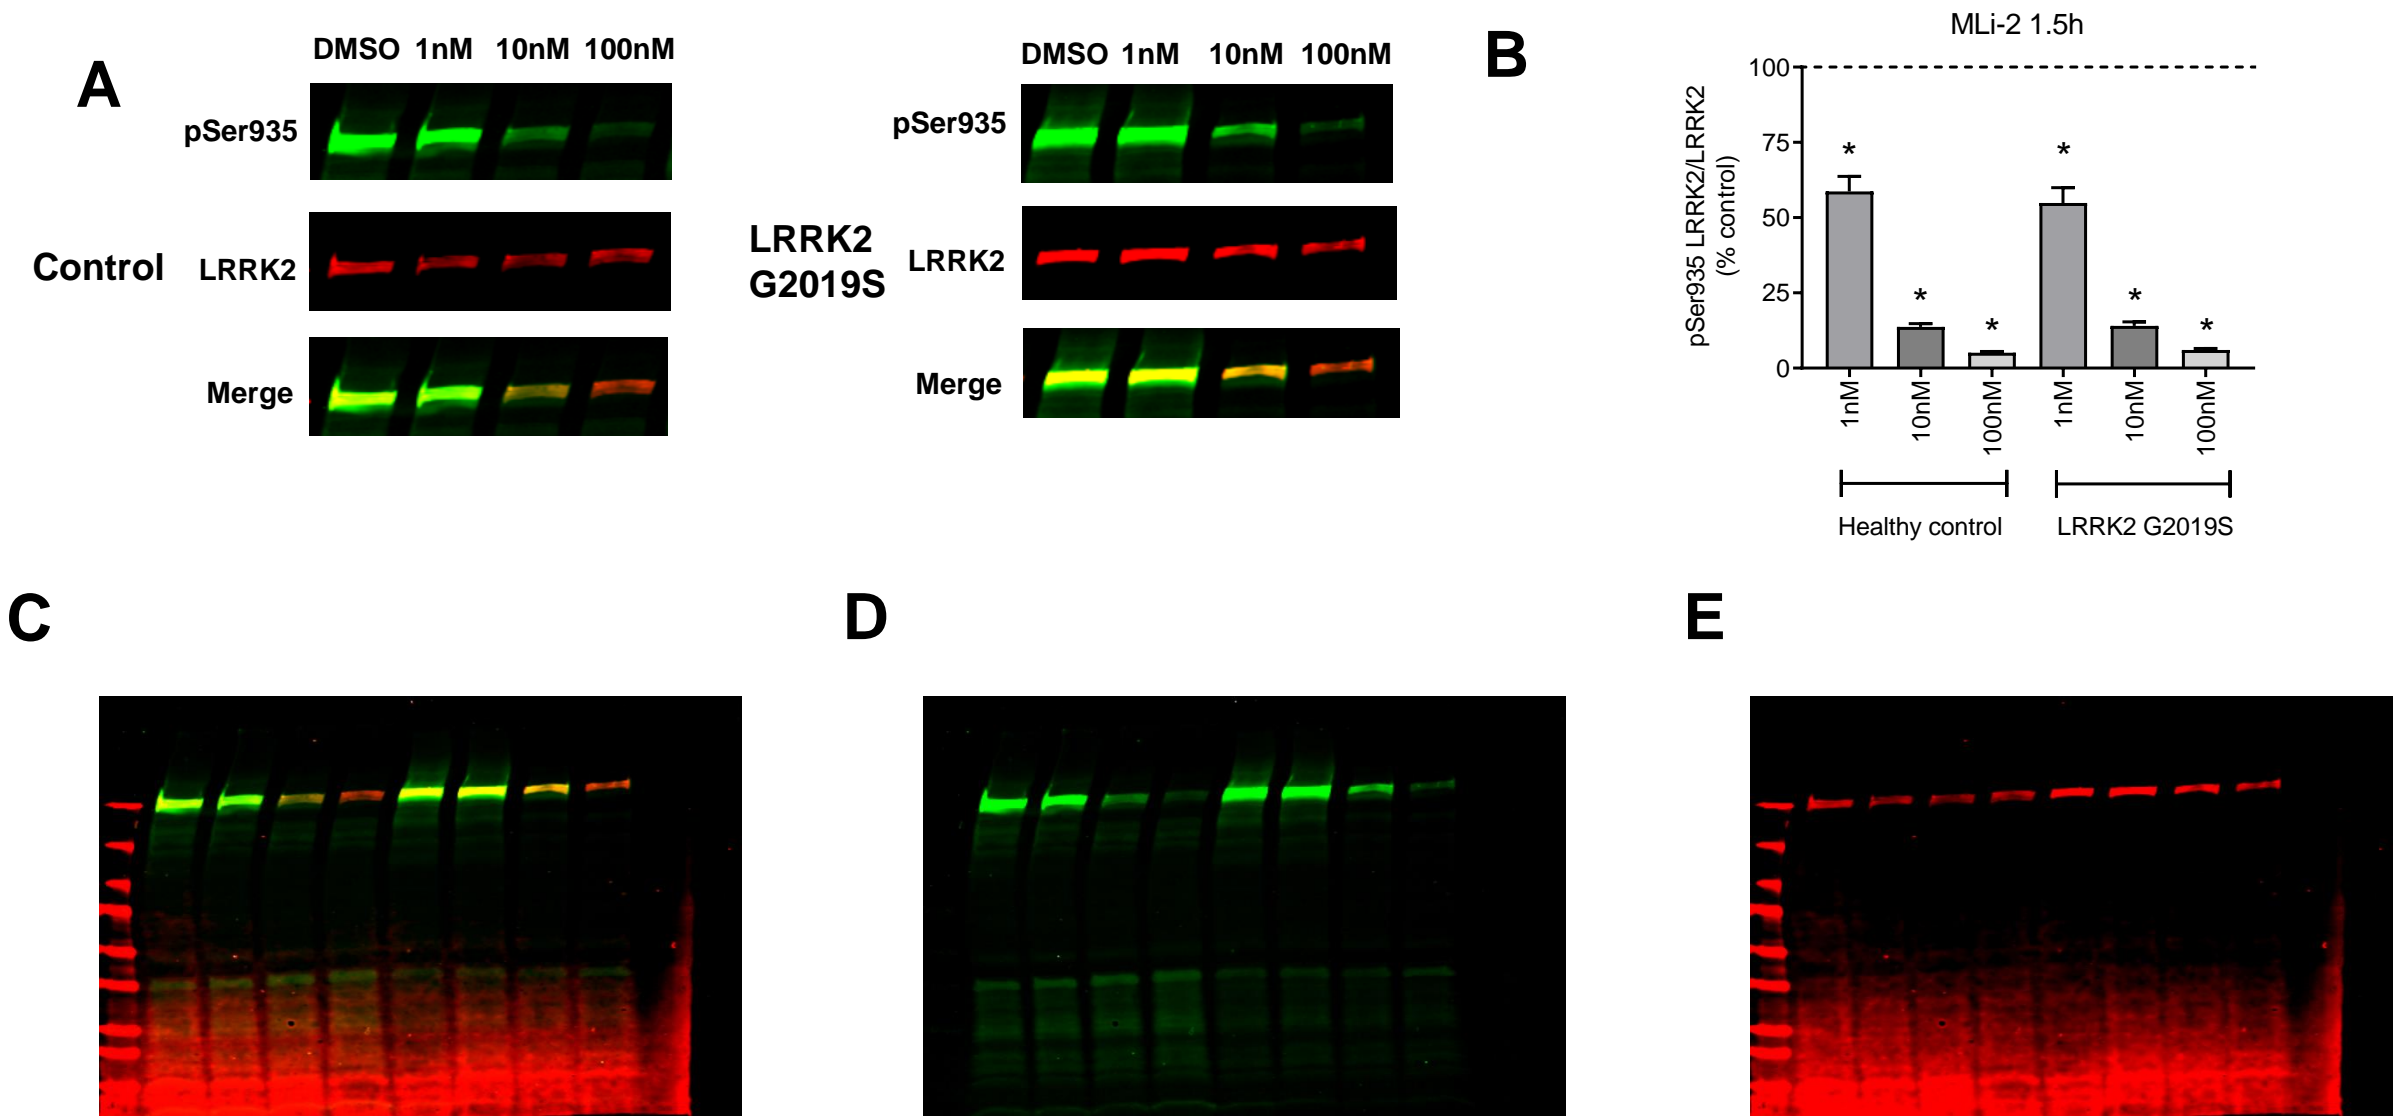 A
DMSO 1nM 10nM 100nM
pSer935
Control
LRRK2
Merge
DMSO 1nM 10nM 100nM
pSer935
LRRK2
G2019S
LRRK2
Merge
B
MLi-2 1.5h
pSer935 LRRK2/LRRK2
(% control)
100
75
50
25
0
* * * * * *
1nM 10nM 100nM 1nM 10nM 100nM
Healthy control LRRK2 G2019S
C
D
E